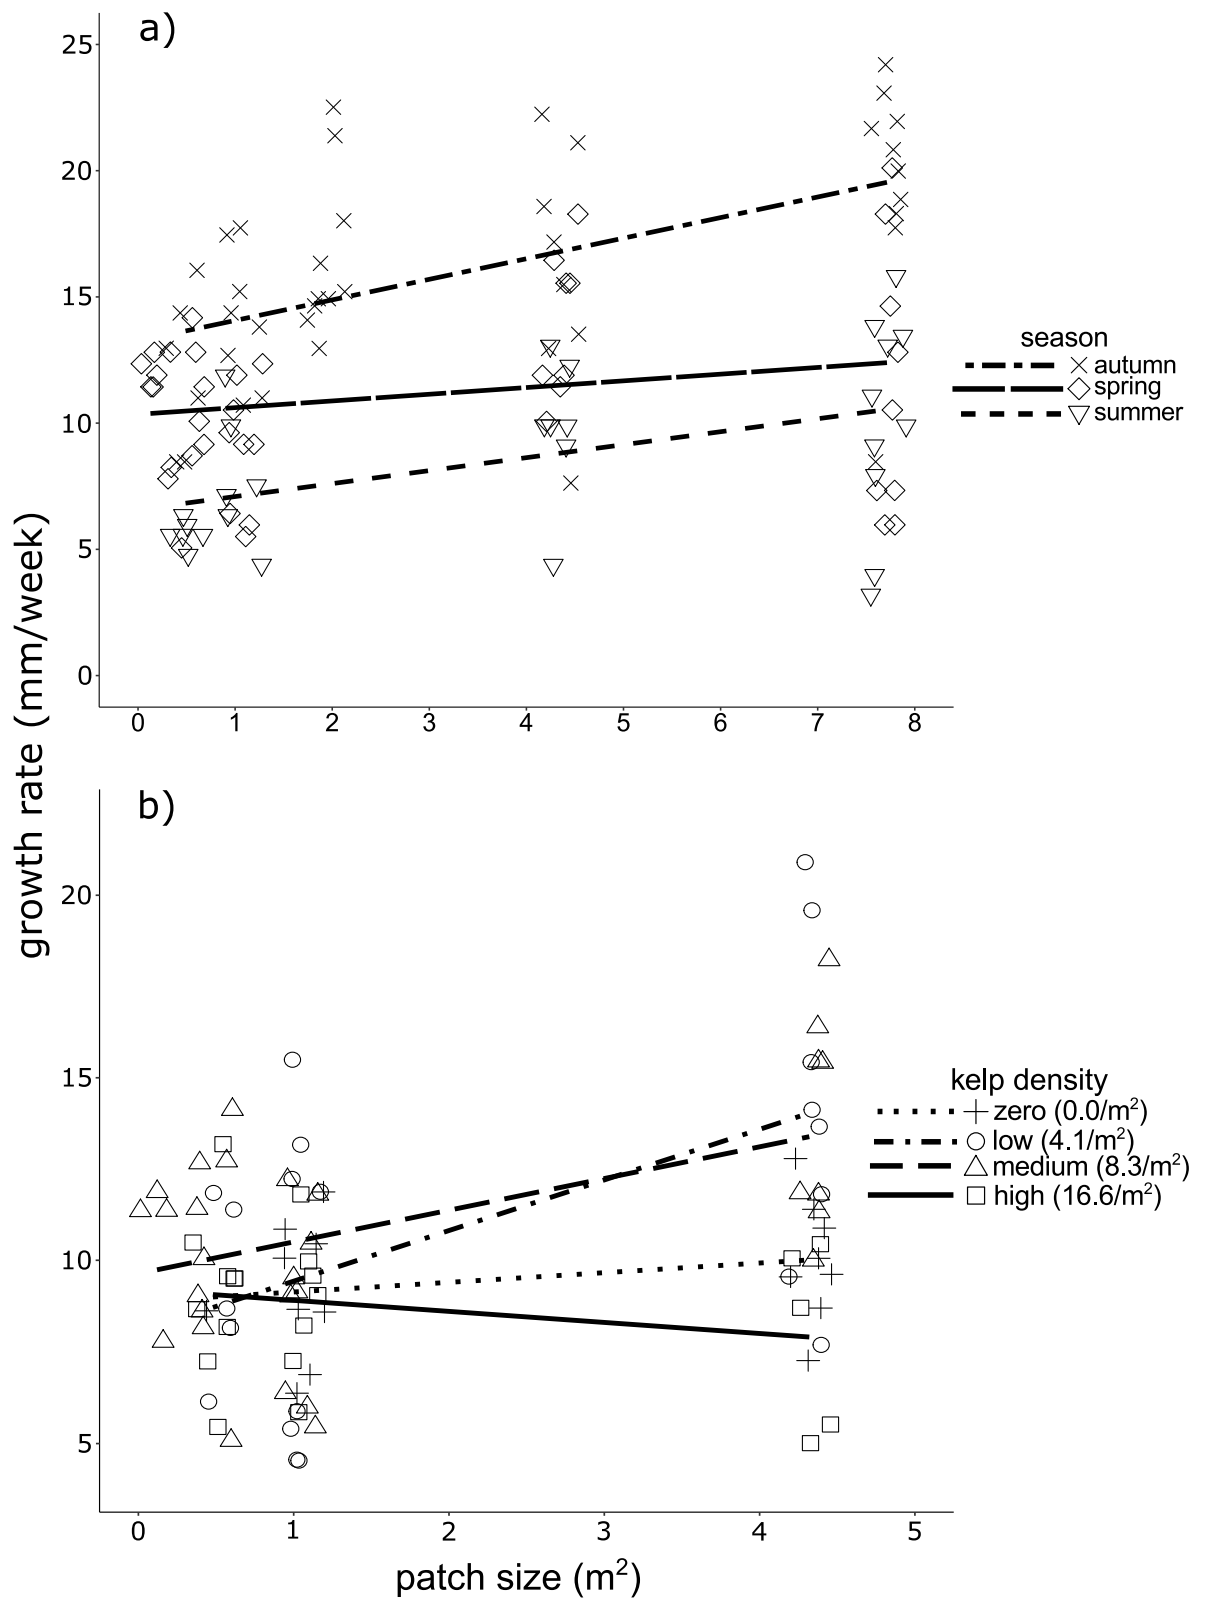 a)
25
20
15
10
5
0
0 1 2 3 4 5 6 7 8
season
autumn
spring
summer
growth rate (mm/week)
b)
20
15
10
5
0 1 2 3 4 5
kelp density
zero (0.0/m²)
low (4.1/m²)
medium (8.3/m²)
high (16.6/m²)
patch size (m²)